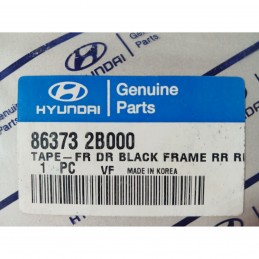 HYUNDAI
Genuine
Parts
86373 2B000
TAPE-FR DR BLACK FRAME RR R
1 PC VF MADE IN KOREA